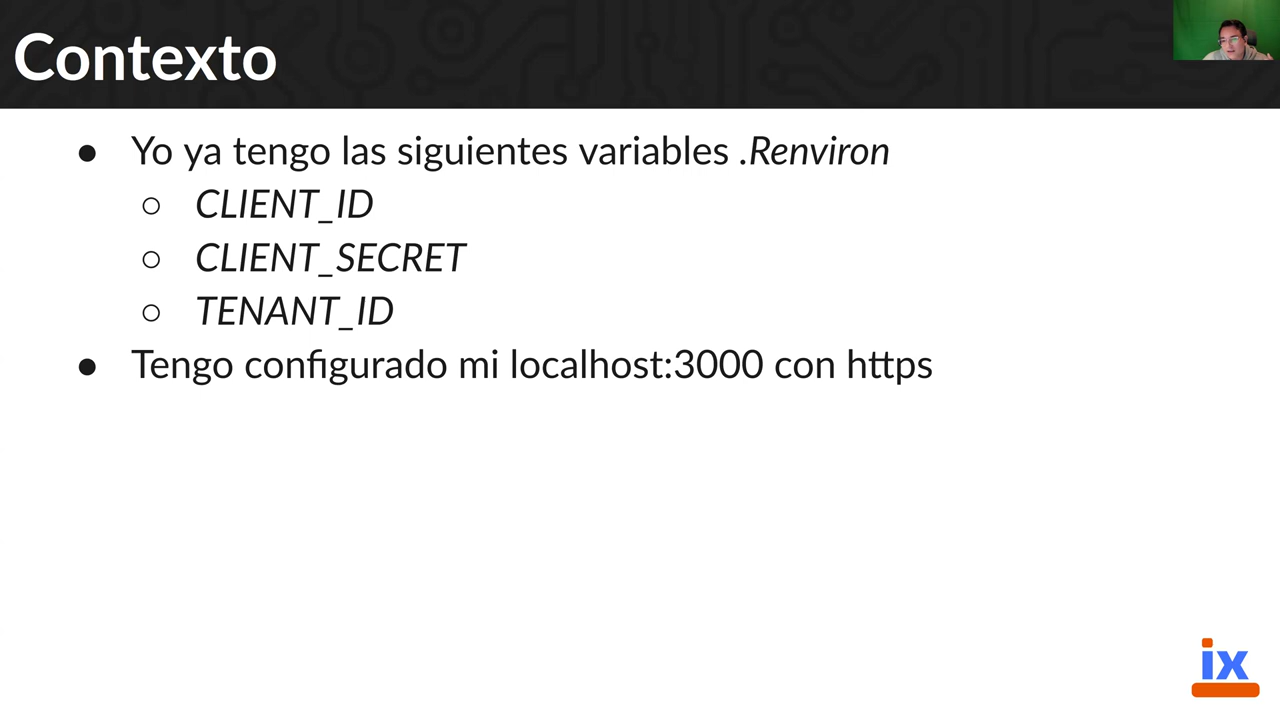 Contexto
● Yo ya tengo las siguientes variables .Renviron
○ CLIENT_ID
○ CLIENT_SECRET
○ TENANT_ID
● Tengo configurado mi localhost:3000 con https
ix